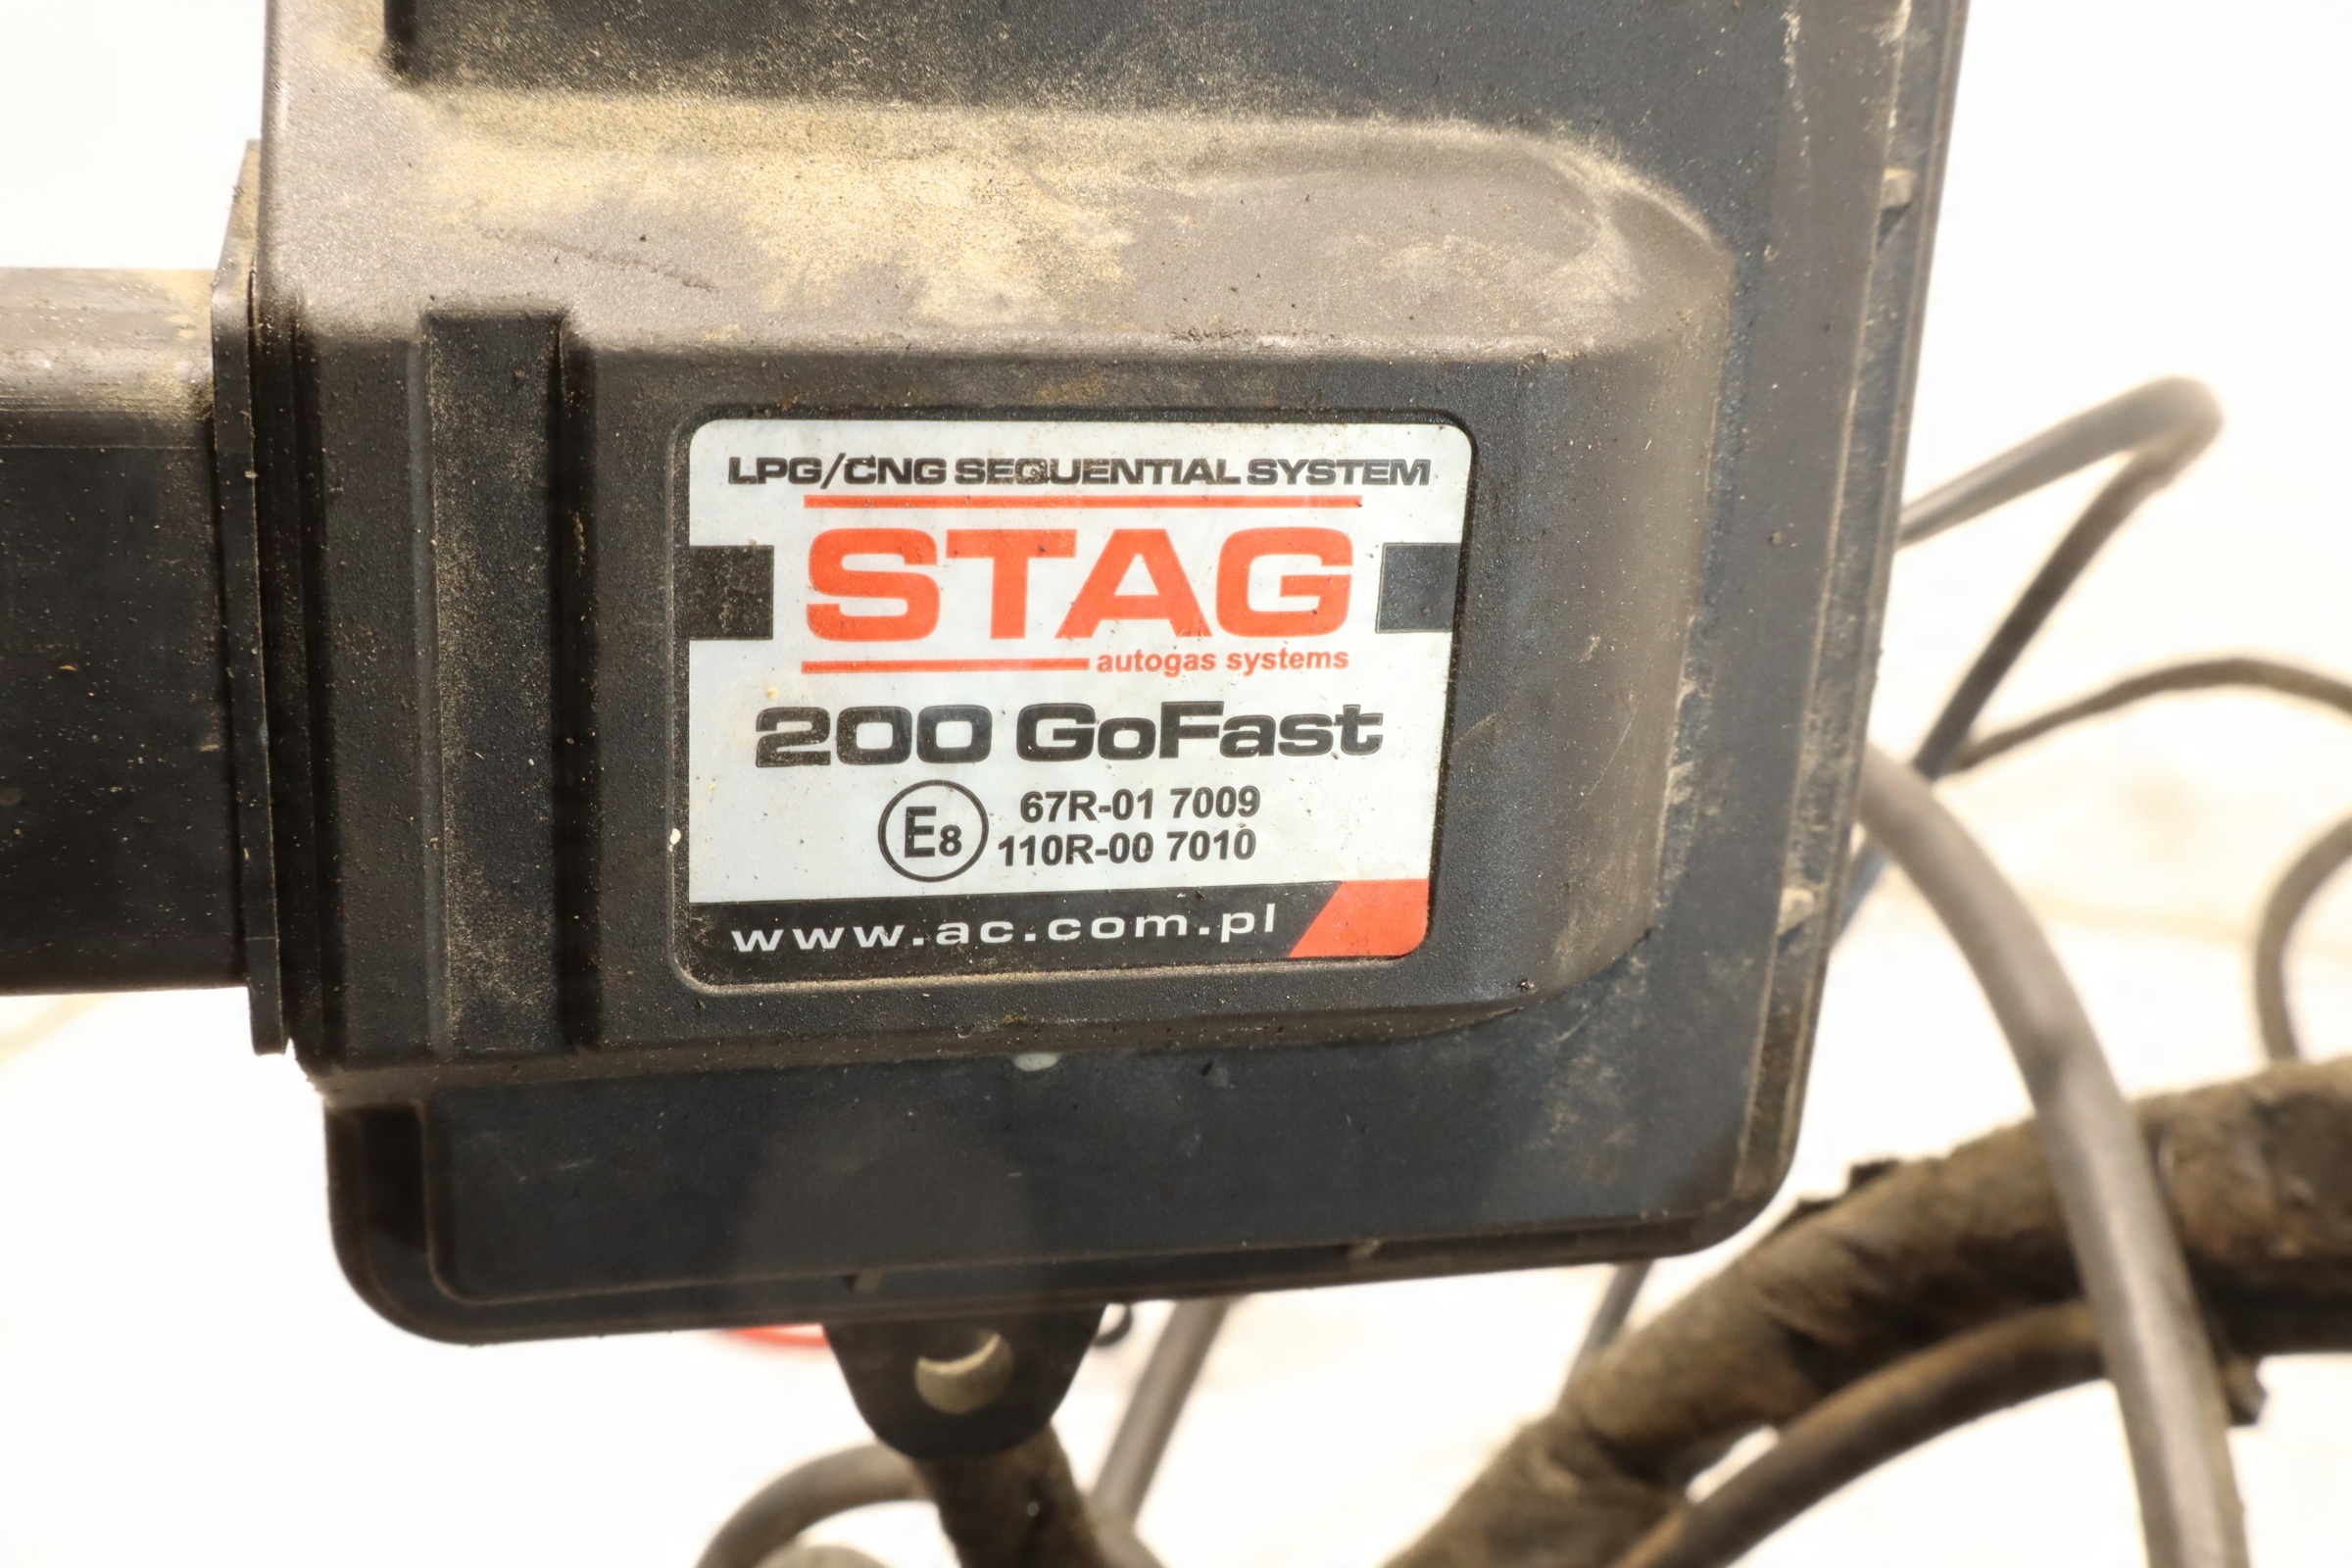 LPG/CNG SEQUENTIAL SYSTEM
STAG
autogas systems
200 GoFast
E8 67R-01 7009
110R-00 7010
www.ac.com.pl